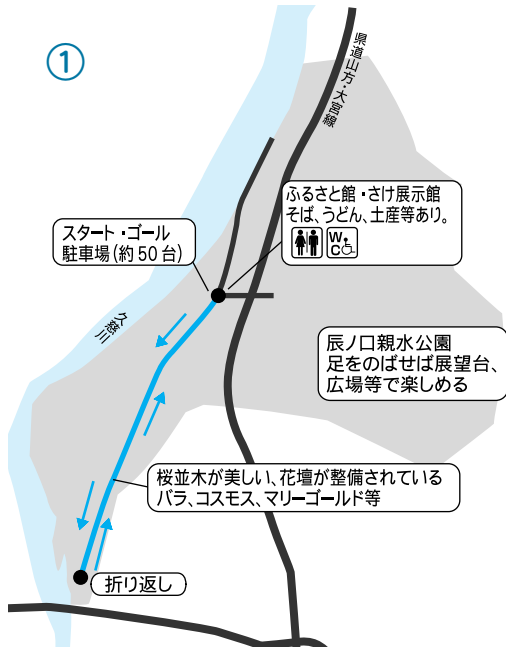 ①
県道山方・大宮線
ふるさと館・さけ展示館
そば、うどん、土産等あり。
WC
スタート・ゴール
駐車場(約50台)
久慈川
辰ノ口親水公園
足をのばせば展望台、
広場等で楽しめる
桜並木が美しい、花壇が整備されている
バラ、コスモス、マリーゴールド等
折り返し